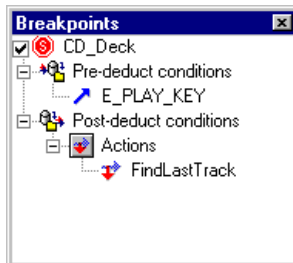 Breakpoints
CD_Deck
Pre-deduct conditions
E_PLAY_KEY
Post-deduct conditions
Actions
FindLastTrack